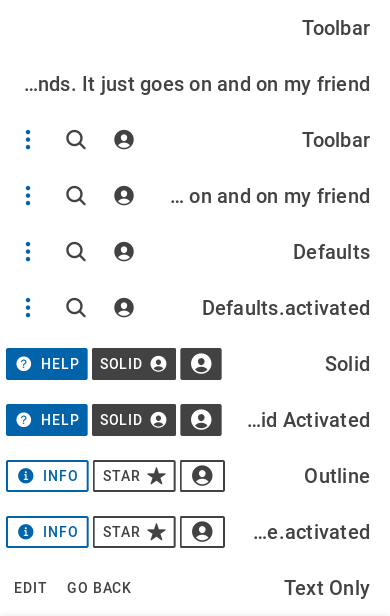 Toolbar
...nds. It just goes on and on my friend
Toolbar
... on and on my friend
Defaults
Defaults.activated
HELP SOLID Solid
HELP SOLID ...id Activated
INFO STAR Outline
INFO STAR ...e.activated
EDIT GO BACK Text Only